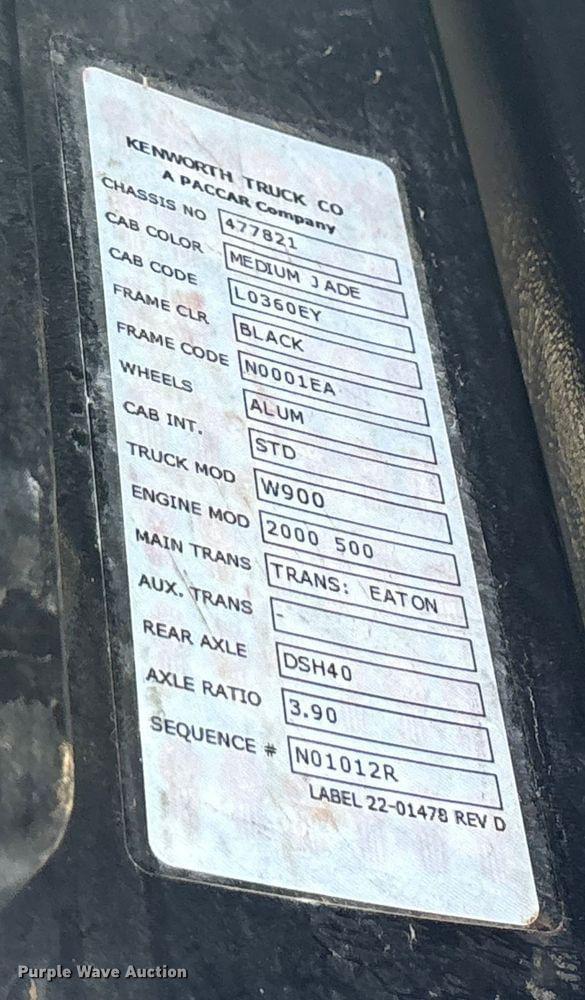 KENWORTH TRUCK CO
A PACCAR Company
CHASSIS NO 477821
CAB COLOR MEDIUM JADE
CAB CODE L0360EY
FRAME CLR BLACK
FRAME CODE N0001EA
WHEELS ALUM
CAB INT. STD
TRUCK MOD W900
ENGINE MOD 2000 500
MAIN TRANS TRANS: EATON
AUX. TRANS -
REAR AXLE DSH40
AXLE RATIO 3.90
SEQUENCE # N01012R
LABEL 22-01478 REV D
Purple Wave Auction